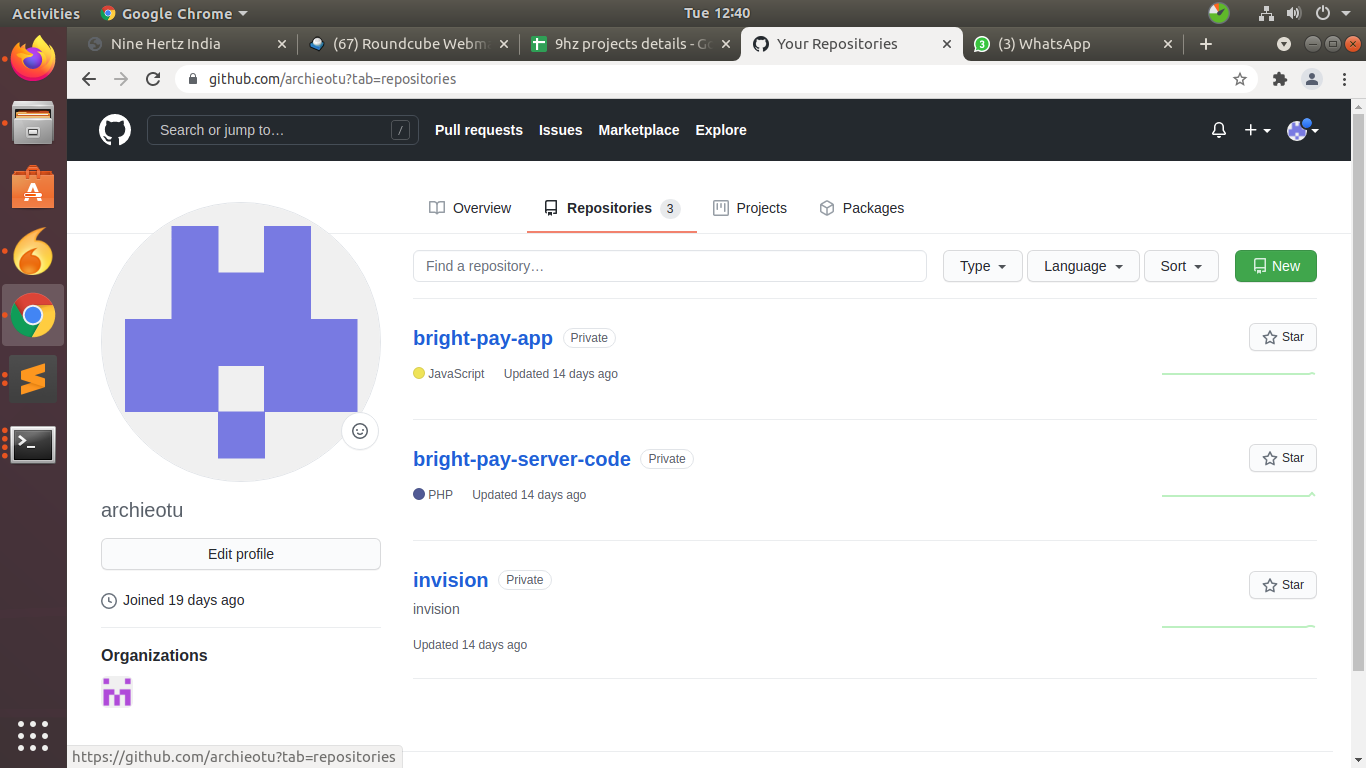 Activities Google Chrome Tue 12:40
Nine Hertz India (67) Roundcube Webm 9hz projects details - G Your Repositories (3) WhatsApp
github.com/archieotu?tab=repositories
Search or jump to… / Pull requests Issues Marketplace Explore
Overview Repositories 3 Projects Packages
Find a repository… Type Language Sort New
bright-pay-app Private Star
JavaScript Updated 14 days ago
bright-pay-server-code Private Star
PHP Updated 14 days ago
archieotu
Edit profile
invision Private Star
Joined 19 days ago
invision
Updated 14 days ago
Organizations
https://github.com/archieotu?tab=repositories